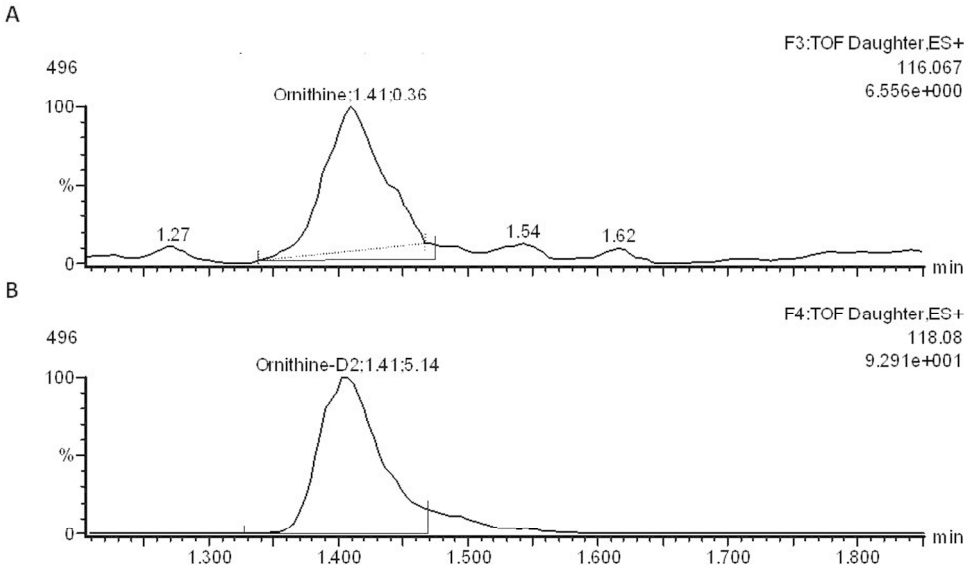 A
F3:TOF Daughter,ES+
496
116.067
6.556e+000
Ornithine;1.41;0.36
100
%
1.27
1.54
1.62
0
min
B
F4:TOF Daughter,ES+
496
118.08
9.291e+001
Ornithine-D2;1.41;5.14
100
%
0
min
1.300 1.400 1.500 1.600 1.700 1.800